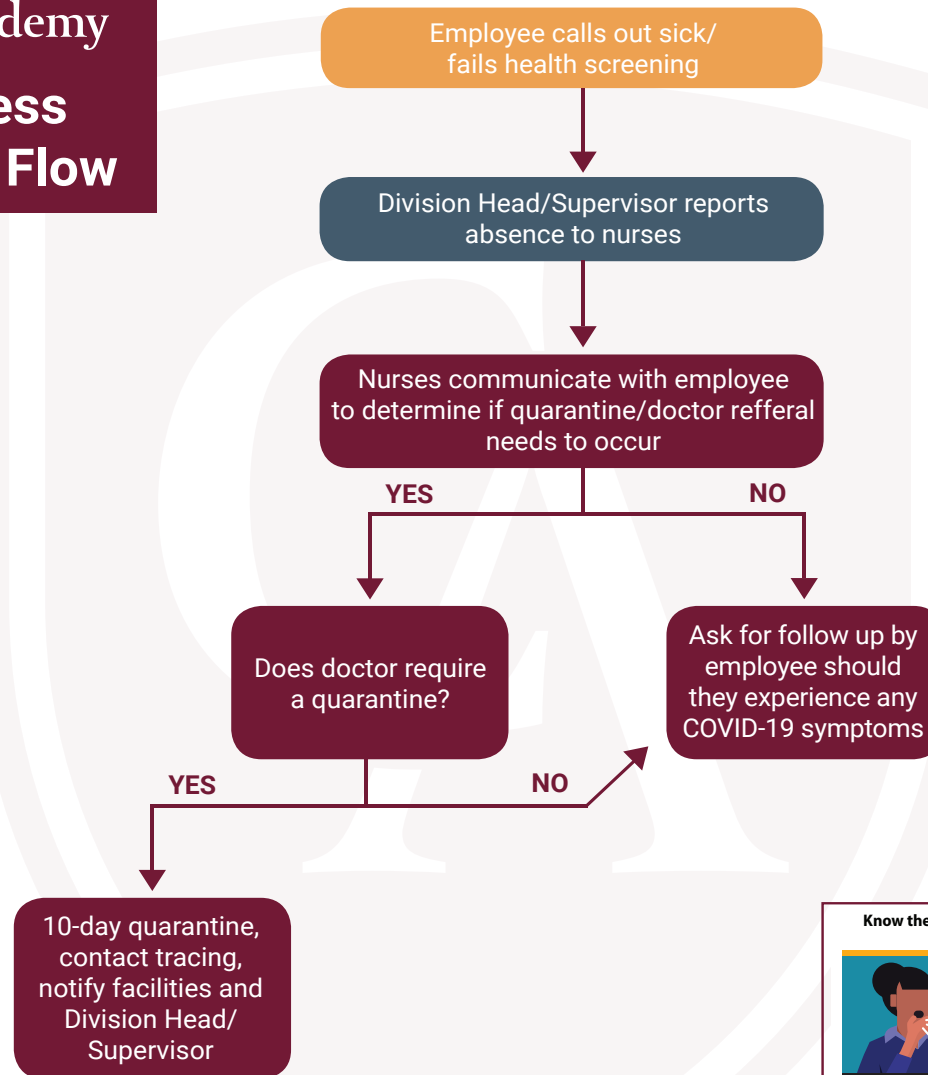 demy
ess
Flow
Employee calls out sick/
fails health screening
Division Head/Supervisor reports
absence to nurses
Nurses communicate with employee
to determine if quarantine/doctor refferal
needs to occur
YES
NO
Does doctor require
a quarantine?
Ask for follow up by
employee should
they experience any
COVID-19 symptoms
YES
NO
10-day quarantine,
contact tracing,
notify facilities and
Division Head/
Supervisor
Know the